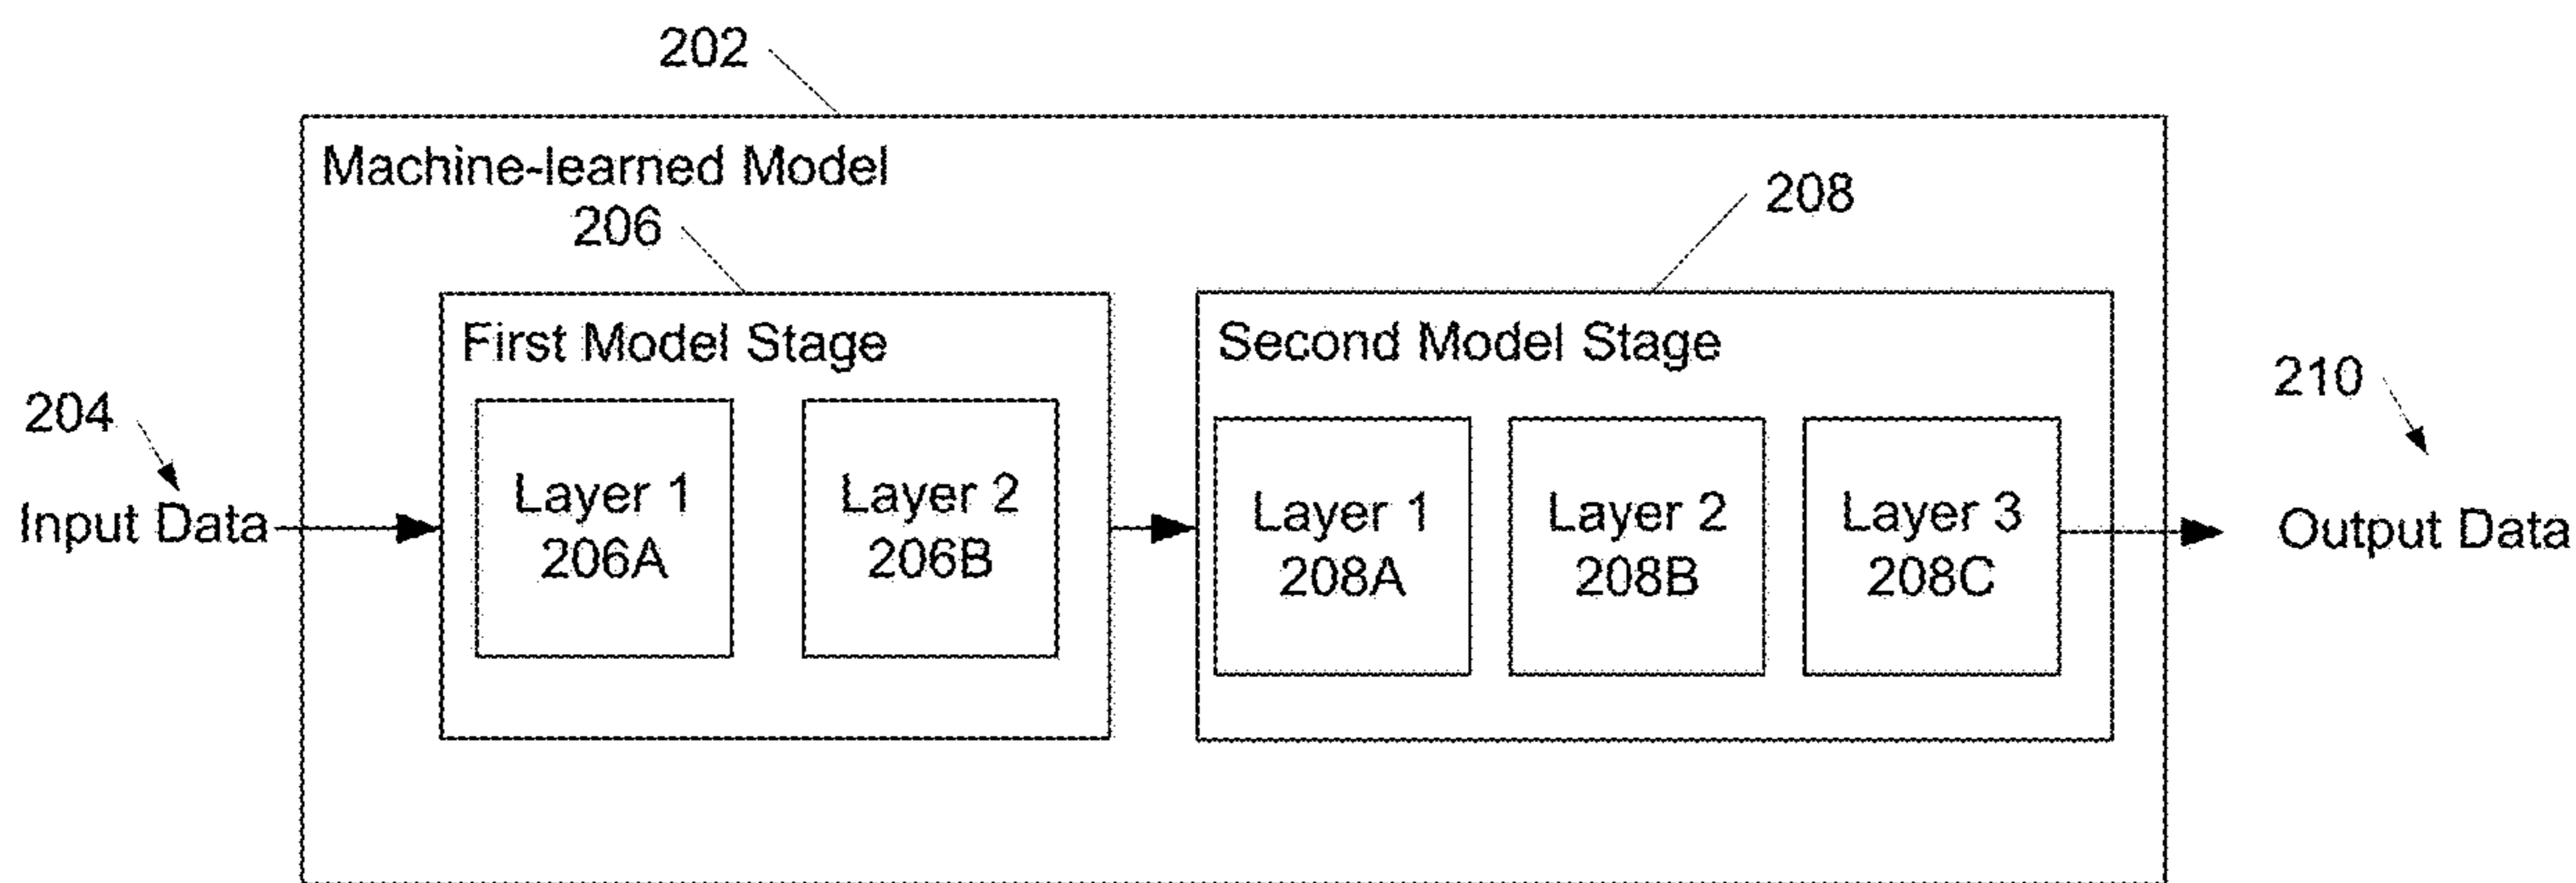 202
Machine-learned Model
206
208
First Model Stage
Second Model Stage
204
210
Input Data
Layer 1
206A
Layer 2
206B
Layer 1
208A
Layer 2
208B
Layer 3
208C
Output Data